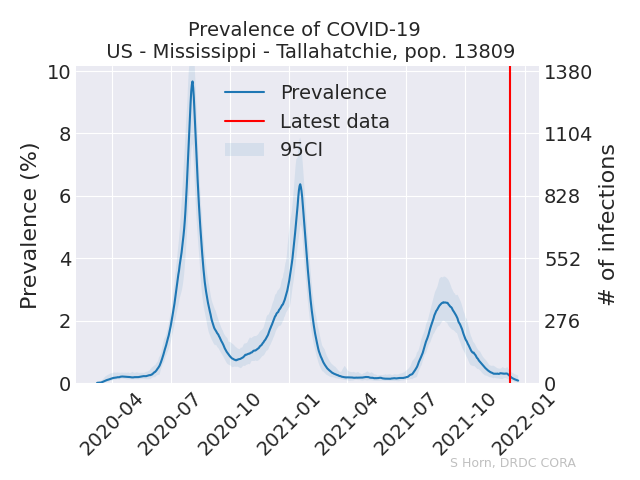 Prevalence of COVID-19
US - Mississippi - Tallahatchie, pop. 13809
Prevalence
Latest data
95CI
Prevalence (%)
10
8
6
4
2
0
# of infections
1380
1104
828
552
276
0
2020-04
2020-07
2020-10
2021-01
2021-04
2021-07
2021-10
2022-01
S Horn, DRDC CORA